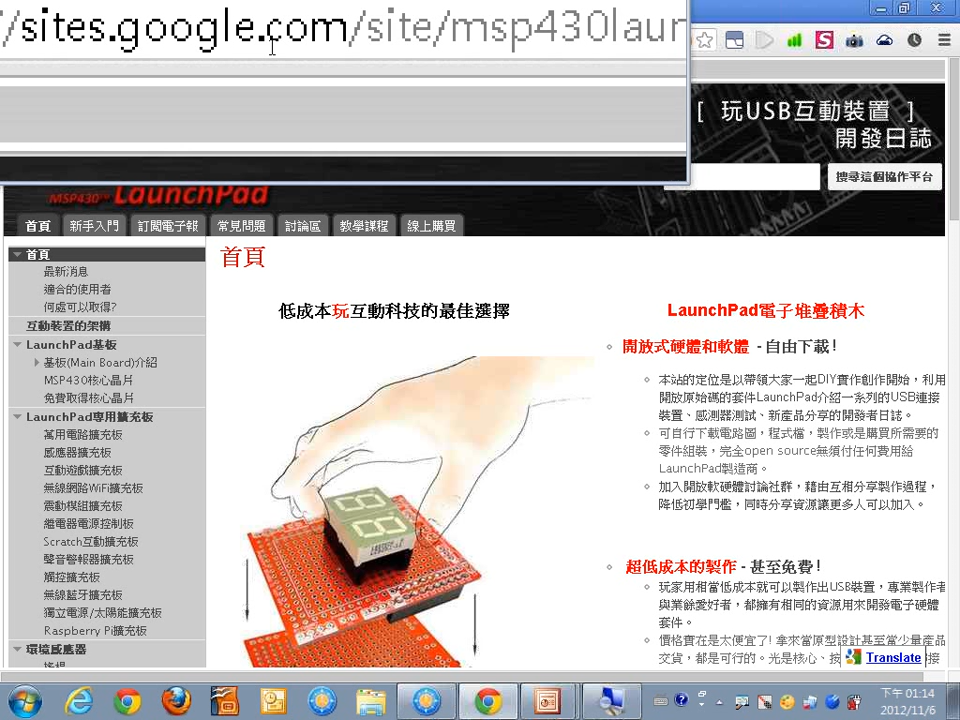 //sites.google.com/site/msp430laun
[ 玩USB互動裝置 ]
開發日誌
搜尋這個協作平台
MSP430™ LaunchPad
首頁 新手入門 訂閱電子報 常見問題 討論區 教學課程 線上購買
首頁
最新消息
適合的使用者
何處可以取得?
互動裝置的架構
LaunchPad基板
基板(Main Board)介紹
MSP430核心晶片
免費取得核心晶片
LaunchPad專用擴充板
萬用電路擴充板
感應器擴充板
互動遊戲擴充板
無線網路WiFi擴充板
震動模組擴充板
繼電器電源控制板
Scratch互動擴充板
聲音警報器擴充板
觸控擴充板
無線藍牙擴充板
獨立電源/太陽能擴充板
Raspberry Pi擴充板
環境感應器
首頁
低成本玩互動科技的最佳選擇
LaunchPad電子堆疊積木
開放式硬體和軟體 - 自由下載!
本站的定位是以帶領大家一起DIY實作創作開始，利用
開放原始碼的套件LaunchPad介紹一系列的USB連接
裝置、感測器測試、新產品分享的開發者日誌。
可自行下載電路圖，程式檔，製作或是購買所需要的
零件組裝，完全open source無須付任何費用給
LaunchPad製造商。
加入開放軟硬體討論社群，藉由互相分享製作過程，
降低初學門檻，同時分享資源讓更多人可以加入。
超低成本的製作 - 甚至免費!
玩家用相當低成本就可以製作出USB裝置，專業製作者
與業餘愛好者，都擁有相同的資源用來開發電子硬體
套件。
價格實在是太便宜了! 拿來當原型設計甚至當少量產品
交貨，都是可行的。光是核心、按
Translate
接
下午 01:14
2012/11/6